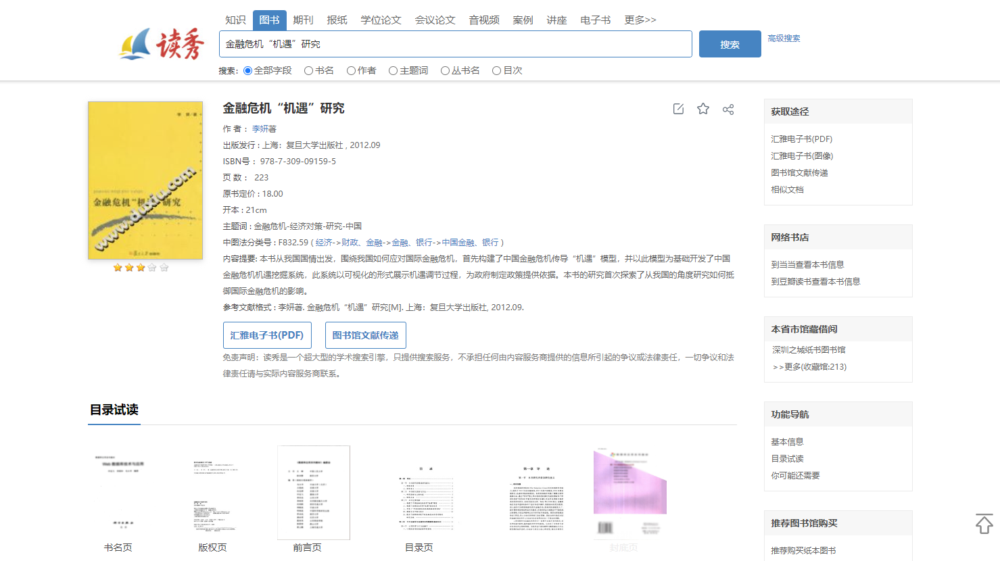 知识 图书 期刊 报纸 学位论文 会议论文 音视频 案例 讲座 电子书 更多>>
读秀
金融危机“机遇”研究
搜索
高级搜索
搜索: 全部字段 书名 作者 主题词 丛书名 目次
金融危机“机遇”研究
www.duxiu.com
金融危机“机遇”研究
作 者 : 李妍著
出版发行 : 上海：复旦大学出版社 , 2012.09
ISBN号 : 978-7-309-09159-5
页 数 : 223
原书定价 : 18.00
开本 : 21cm
主题词 : 金融危机-经济对策-研究-中国
中图法分类号 : F832.59 ( 经济->财政、金融->金融、银行->中国金融、银行 )
内容提要: 本书从我国国情出发，围绕我国如何应对国际金融危机，首先构建了中国金融危机传导“机遇”模型，并以此模型为基础开发了中国
金融危机机遇挖掘系统，此系统以可视化的形式展示机遇调节过程，为政府制定政策提供依据。本书的研究首次探索了从我国的角度研究如何抵
御国际金融危机的影响。
参考文献格式 : 李妍著. 金融危机“机遇”研究[M]. 上海：复旦大学出版社, 2012.09.
汇雅电子书(PDF) 图书馆文献传递
免责声明：读秀是一个超大型的学术搜索引擎，只提供搜索服务，不承担任何由内容服务商提供的信息所引起的争议或法律责任，一切争议和法
律责任请与实际内容服务商联系。
获取途径
汇雅电子书(PDF)
汇雅电子书(图像)
图书馆文献传递
相似文档
网络书店
到当当查看本书信息
到豆瓣读书查看本书信息
本省市馆藏借阅
深圳之城纸书图书馆
>>更多(收藏馆:213)
功能导航
基本信息
目录试读
你可能还需要
推荐图书馆购买
推荐购买纸本图书
目录试读
目 录
第一章 导 论
书名页 版权页 前言页 目录页 封底页